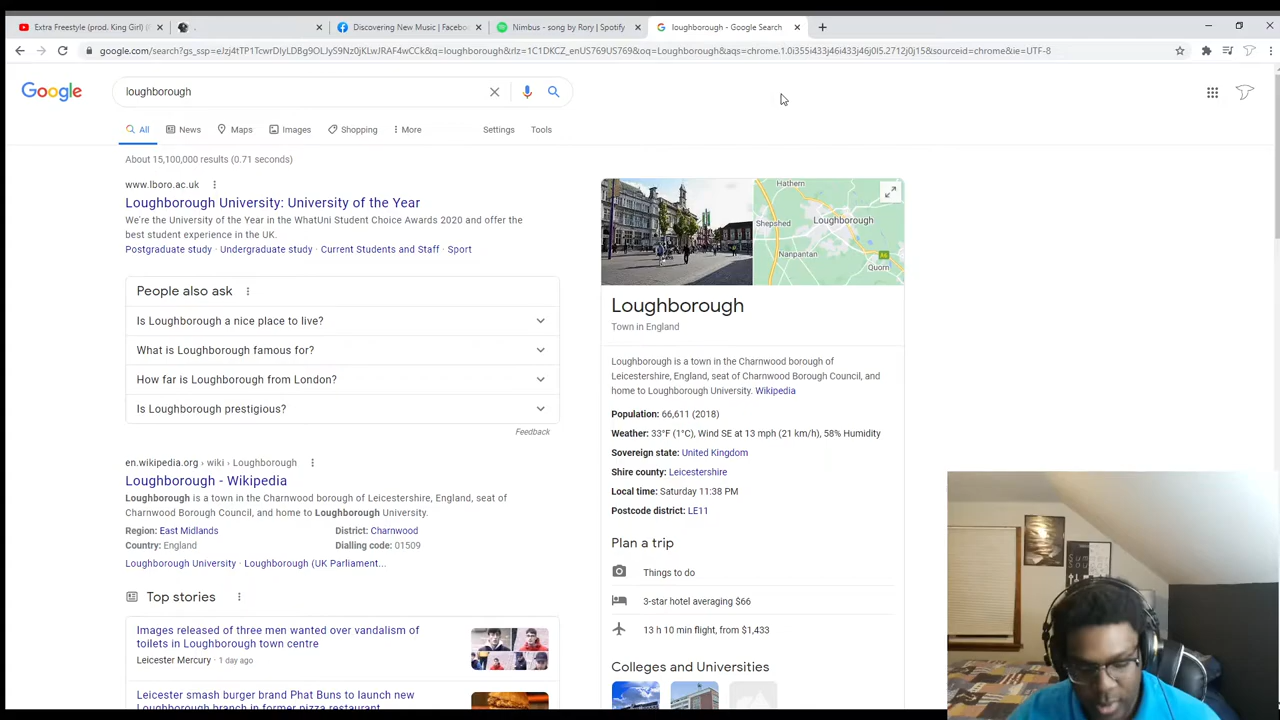 Extra Freestyle (prod. King Girl) (F
Discovering New Music | Facebook
Nimbus - song by Rory | Spotify
loughborough - Google Search
google.com/search?gs_ssp=eJzj4tTP1TcwrDIyLDBg9OLJyS9Nz0jKLwJRAF4wCCk&q=loughborough&rlz=1C1DKCZ_enUS769US769&oq=Loughborough&aqs=chrome.1.0i355i433j46i433j46j0l5.2712j0j15&sourceid=chrome&ie=UTF-8
Google
loughborough
All
News
Maps
Images
Shopping
More
Settings
Tools
About 15,100,000 results (0.71 seconds)
www.lboro.ac.uk
Loughborough University: University of the Year
We're the University of the Year in the WhatUni Student Choice Awards 2020 and offer the
best student experience in the UK.
Postgraduate study · Undergraduate study · Current Students and Staff · Sport
People also ask
Is Loughborough a nice place to live?
What is Loughborough famous for?
How far is Loughborough from London?
Is Loughborough prestigious?
Feedback
en.wikipedia.org › wiki › Loughborough
Loughborough - Wikipedia
Loughborough is a town in the Charnwood borough of Leicestershire, England, seat of
Charnwood Borough Council, and home to Loughborough University.
Region: East Midlands
District: Charnwood
Country: England
Dialling code: 01509
Loughborough University · Loughborough (UK Parliament...
Top stories
Images released of three men wanted over vandalism of
toilets in Loughborough town centre
Leicester Mercury · 1 day ago
Leicester smash burger brand Phat Buns to launch new
Loughborough branch in former pizza restaurant
Hathern
Loughborough
Shepshed
Nanpantan
A6
Quorn
Loughborough
Town in England
Loughborough is a town in the Charnwood borough of
Leicestershire, England, seat of Charnwood Borough Council, and
home to Loughborough University. Wikipedia
Population: 66,611 (2018)
Weather: 33°F (1°C), Wind SE at 13 mph (21 km/h), 58% Humidity
Sovereign state: United Kingdom
Shire county: Leicestershire
Local time: Saturday 11:38 PM
Postcode district: LE11
Plan a trip
Things to do
3-star hotel averaging $66
13 h 10 min flight, from $1,433
Colleges and Universities